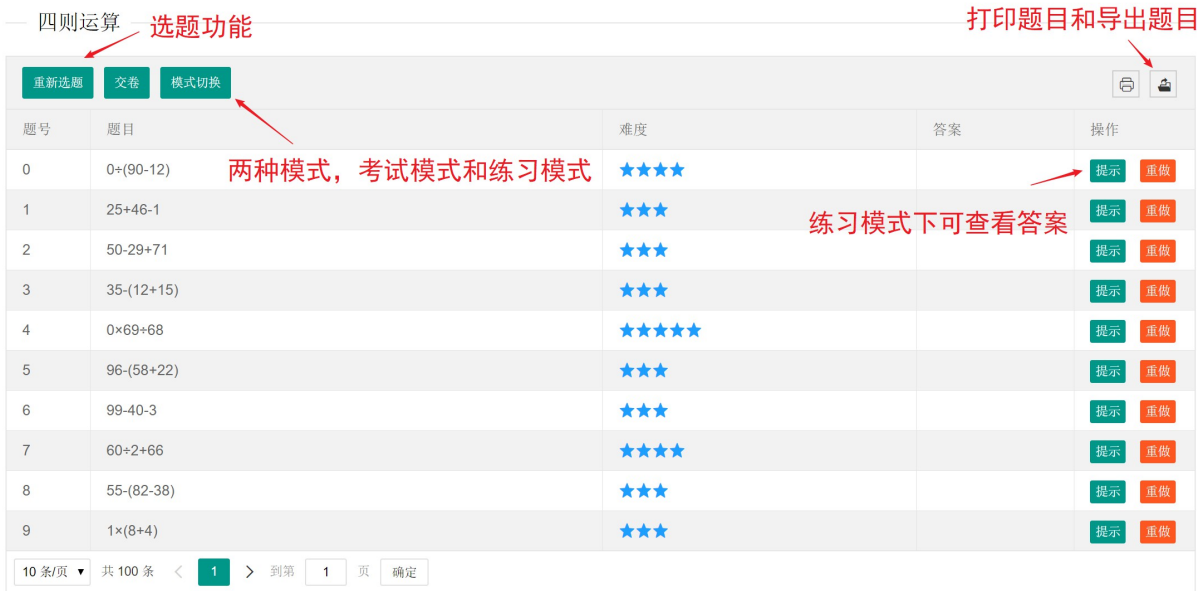 四则运算
选题功能
打印题目和导出题目
重新选题 交卷 模式切换
题号 题目 难度 答案 操作
0 0÷(90-12) 提示 重做
两种模式，考试模式和练习模式
1 25+46-1 提示 重做
练习模式下可查看答案
2 50-29+71 提示 重做
3 35-(12+15) 提示 重做
4 0×69÷68 提示 重做
5 96-(58+22) 提示 重做
6 99-40-3 提示 重做
7 60÷2+66 提示 重做
8 55-(82-38) 提示 重做
9 1×(8+4) 提示 重做
10 条/页 共 100 条 1 到第 1 页 确定